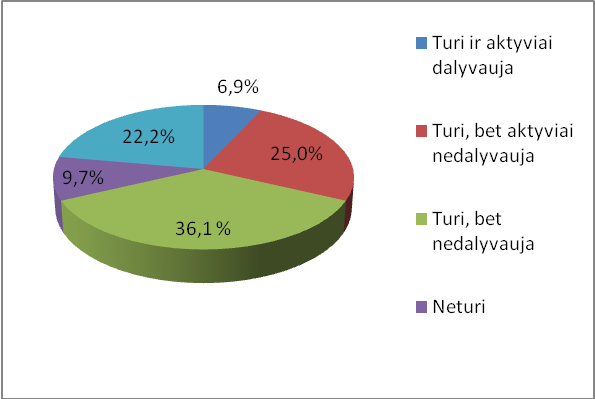 6,9%
25,0%
36,1%
9,7%
22,2%
Turi ir aktyviai
dalyvauja
Turi, bet aktyviai
nedalyvauja
Turi, bet
nedalyvauja
Neturi